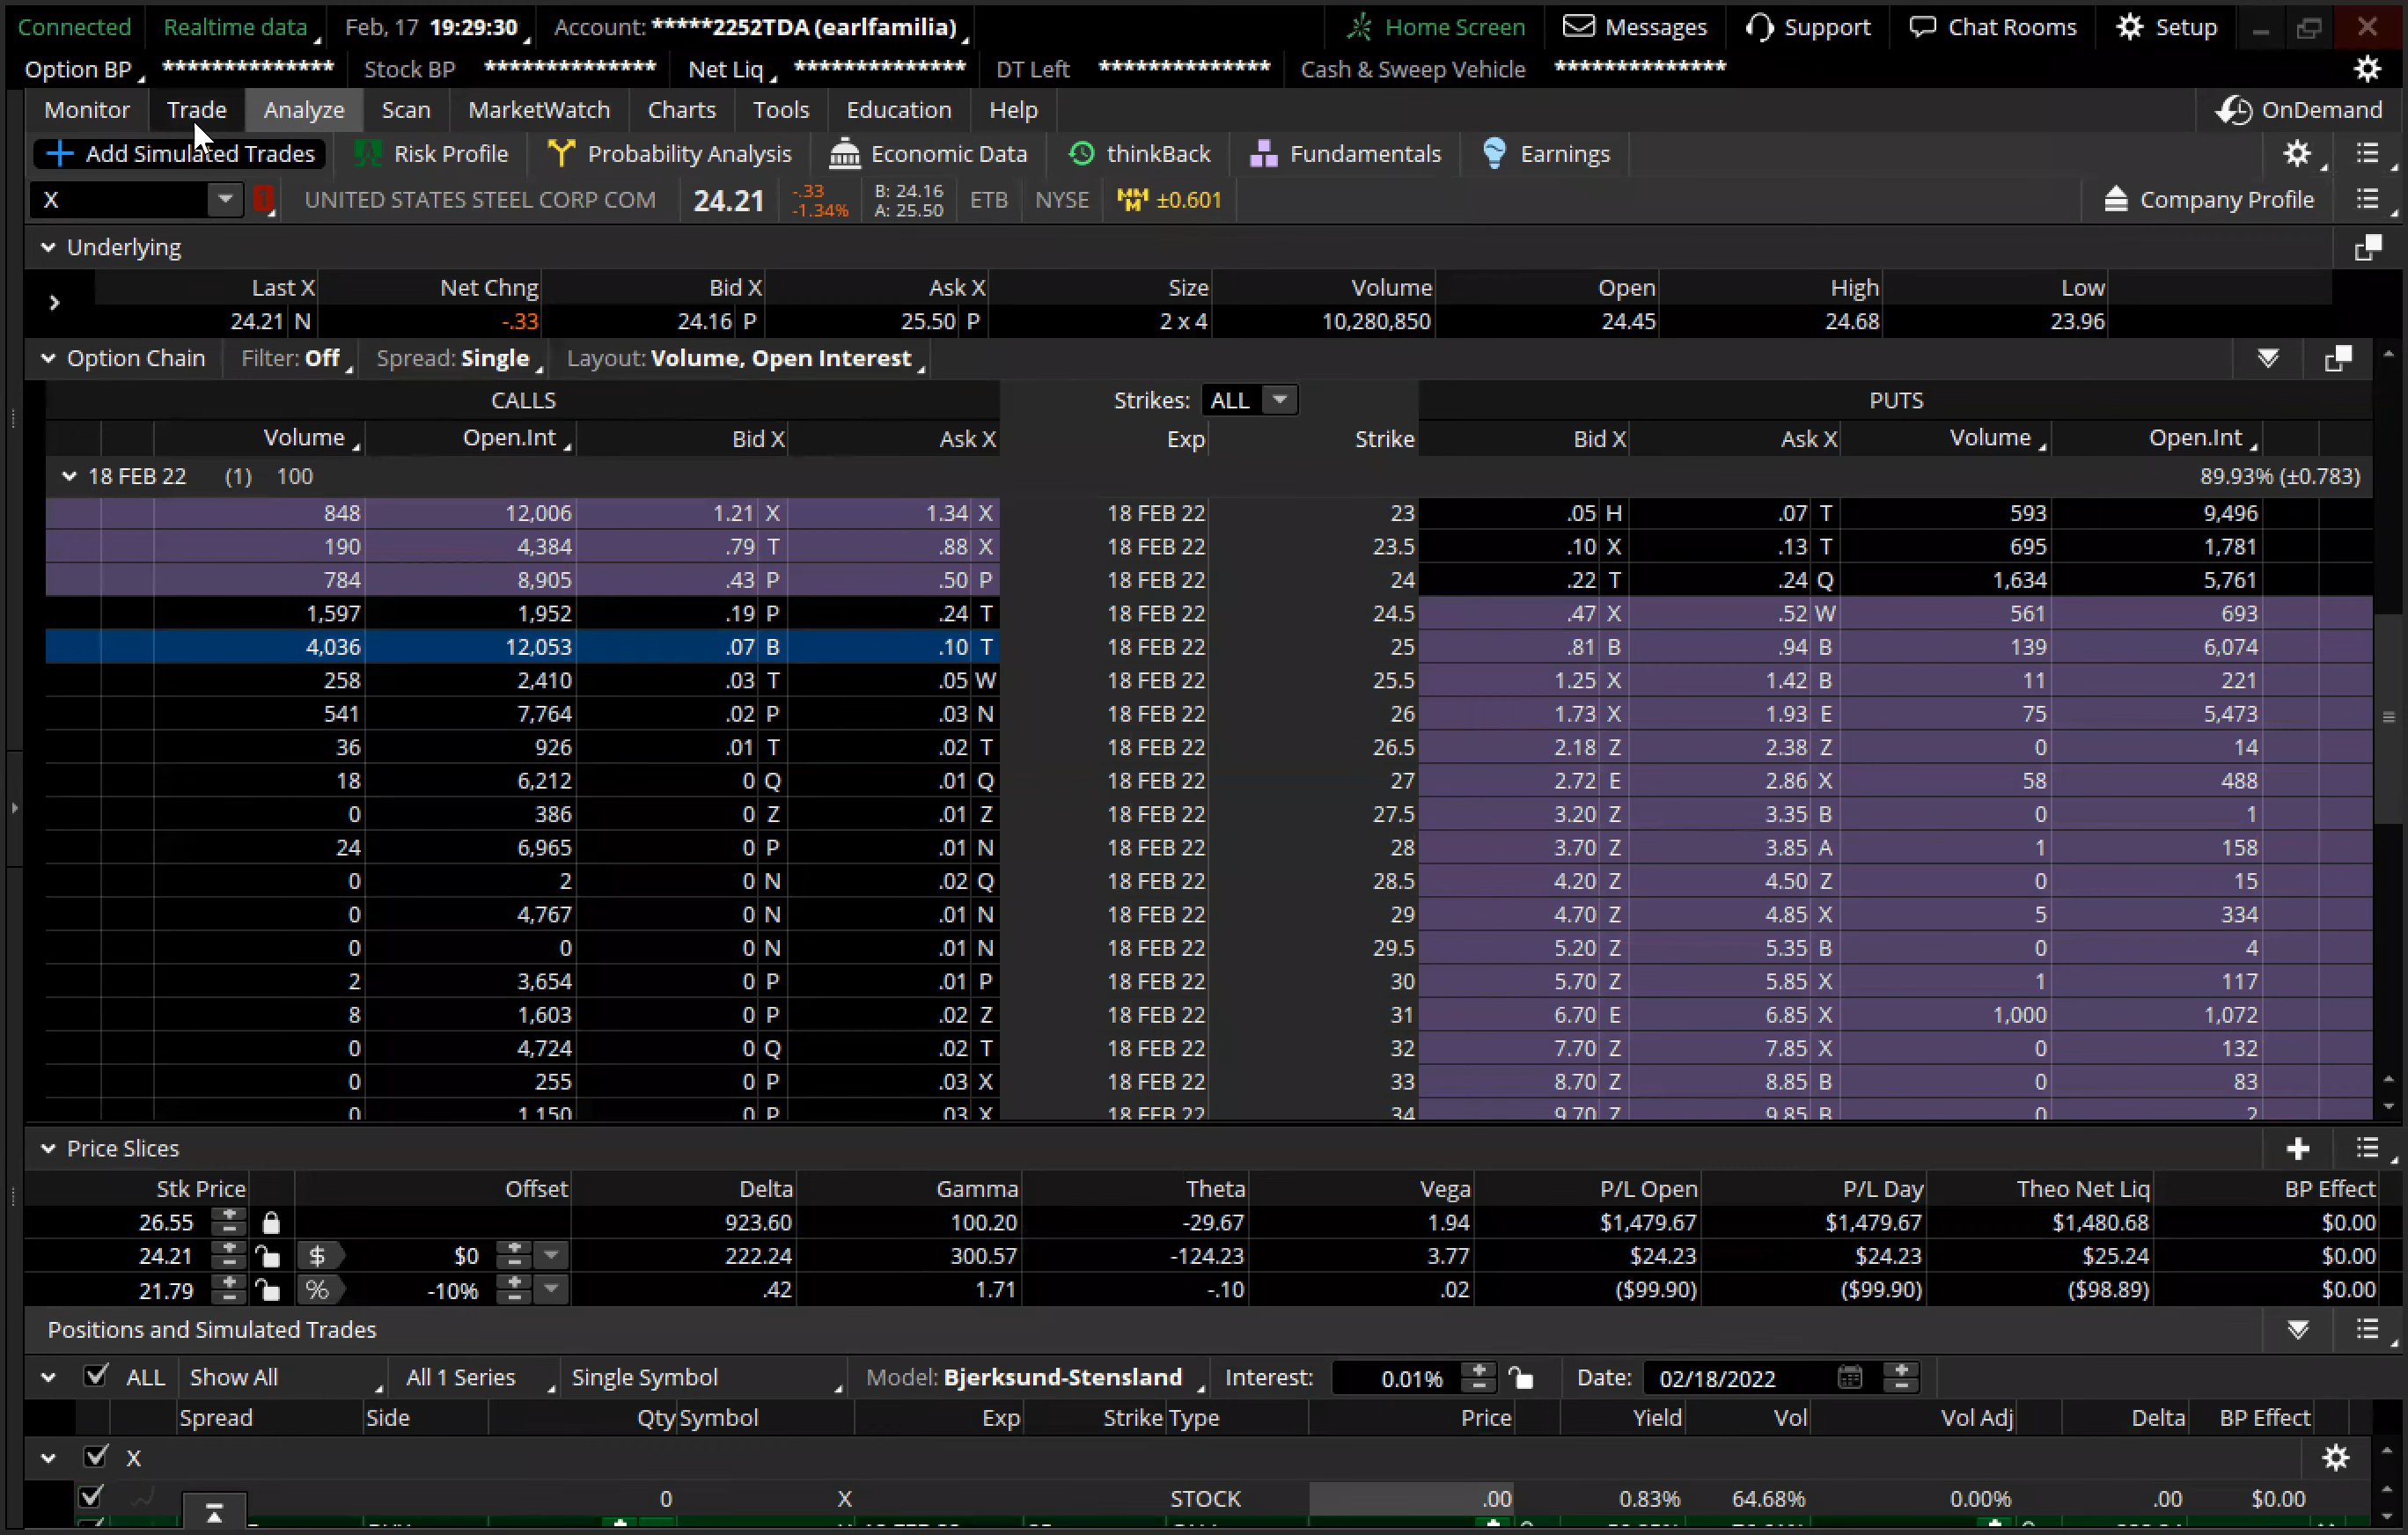 Connected Realtime data Feb, 17 19:29:30 Account: *****2252TDA (earlfamilia) Home Screen Messages Support Chat Rooms Setup
Option BP ************** Stock BP ************** Net Liq ************** DT Left ************** Cash & Sweep Vehicle **************
Monitor Trade Analyze Scan MarketWatch Charts Tools Education Help OnDemand
Add Simulated Trades Risk Profile Probability Analysis Economic Data thinkBack Fundamentals Earnings
X 1 UNITED STATES STEEL CORP COM 24.21 -.33 -1.34% B: 24.16 A: 25.50 ETB NYSE ±0.601 Company Profile
Underlying
Last X Net Chng Bid X Ask X Size Volume Open High Low
24.21 N -.33 24.16 P 25.50 P 2 x 4 10,280,850 24.45 24.68 23.96
Option Chain Filter: Off Spread: Single Layout: Volume, Open Interest
CALLS Strikes: ALL PUTS
Volume Open.Int Bid X Ask X Exp Strike Bid X Ask X Volume Open.Int
18 FEB 22 (1) 100 89.93% (±0.783)
848 12,006 1.21 X 1.34 X 18 FEB 22 23 .05 H .07 T 593 9,496
190 4,384 .79 T .88 X 18 FEB 22 23.5 .10 X .13 T 695 1,781
784 8,905 .43 P .50 P 18 FEB 22 24 .22 T .24 Q 1,634 5,761
1,597 1,952 .19 P .24 T 18 FEB 22 24.5 .47 X .52 W 561 693
4,036 12,053 .07 B .10 T 18 FEB 22 25 .81 B .94 B 139 6,074
258 2,410 .03 T .05 W 18 FEB 22 25.5 1.25 X 1.42 B 11 221
541 7,764 .02 P .03 N 18 FEB 22 26 1.73 X 1.93 E 75 5,473
36 926 .01 T .02 T 18 FEB 22 26.5 2.18 Z 2.38 Z 0 14
18 6,212 0 Q .01 Q 18 FEB 22 27 2.72 E 2.86 X 58 488
0 386 0 Z .01 Z 18 FEB 22 27.5 3.20 Z 3.35 B 0 1
24 6,965 0 P .01 N 18 FEB 22 28 3.70 Z 3.85 A 1 158
0 2 0 N .02 Q 18 FEB 22 28.5 4.20 Z 4.50 Z 0 15
0 4,767 0 N .01 N 18 FEB 22 29 4.70 Z 4.85 X 5 334
0 0 0 N .01 N 18 FEB 22 29.5 5.20 Z 5.35 B 0 4
2 3,654 0 P .01 P 18 FEB 22 30 5.70 Z 5.85 X 1 117
8 1,603 0 P .02 Z 18 FEB 22 31 6.70 E 6.85 X 1,000 1,072
0 4,724 0 Q .02 T 18 FEB 22 32 7.70 Z 7.85 X 0 132
0 255 0 P .03 X 18 FEB 22 33 8.70 Z 8.85 B 0 83
0 1,150 0 P .03 X 18 FEB 22 34 9.70 Z 9.85 B 0 2
Price Slices
Stk Price Offset Delta Gamma Theta Vega P/L Open P/L Day Theo Net Liq BP Effect
26.55 923.60 100.20 -29.67 1.94 $1,479.67 $1,479.67 $1,480.68 $0.00
24.21 $ $0 222.24 300.57 -124.23 3.77 $24.23 $24.23 $25.24 $0.00
21.79 % -10% .42 1.71 -.10 .02 ($99.90) ($99.90) ($98.89) $0.00
Positions and Simulated Trades
ALL Show All All 1 Series Single Symbol Model: Bjerksund-Stensland Interest: 0.01% Date: 02/18/2022
Spread Side Qty Symbol Exp Strike Type Price Yield Vol Vol Adj Delta BP Effect
X
0 X STOCK .00 0.83% 64.68% 0.00% .00 $0.00